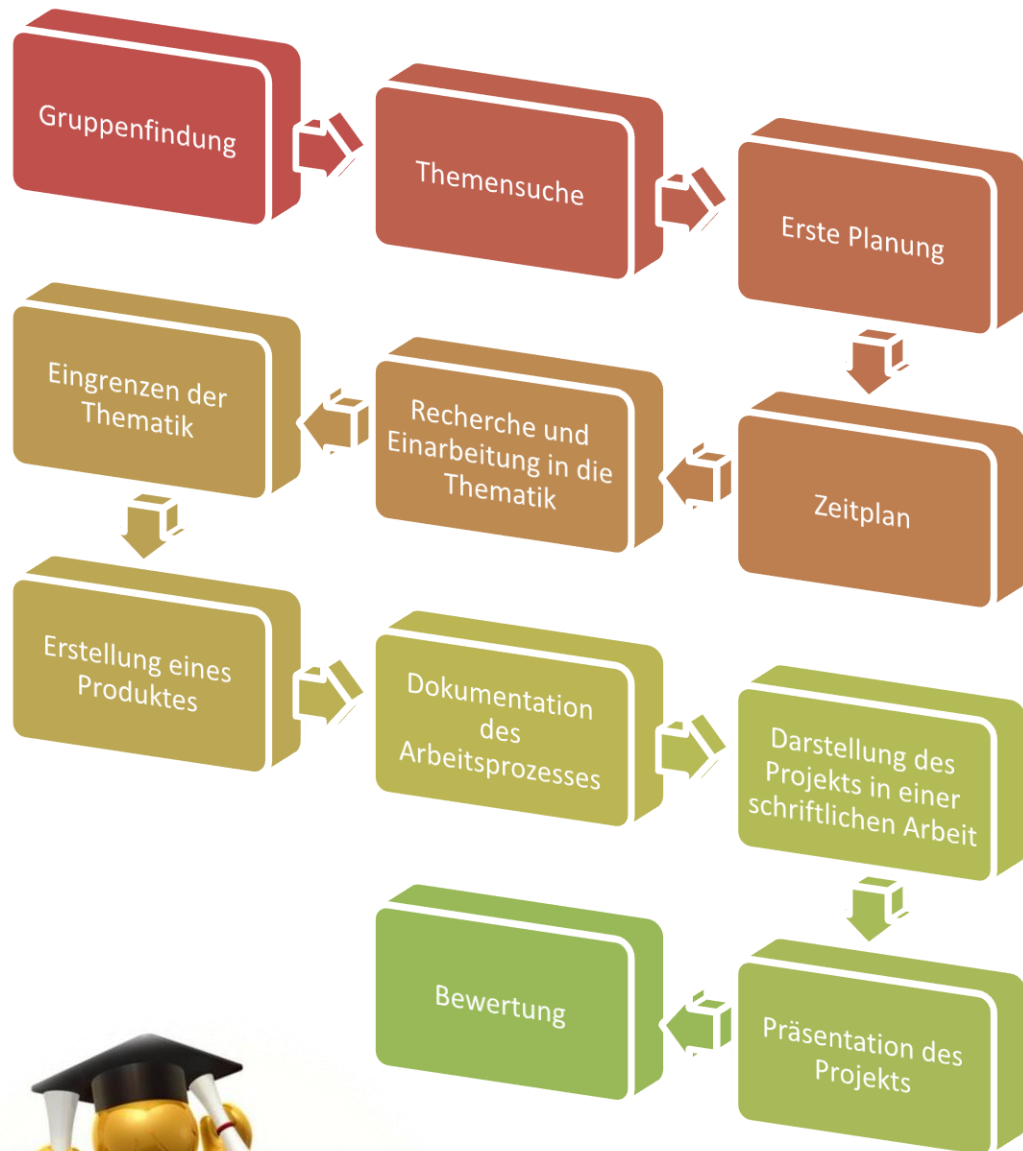 Gruppenfindung
Themensuche
Erste Planung
Zeitplan
Recherche und
Einarbeitung in die
Thematik
Eingrenzen der
Thematik
Erstellung eines
Produktes
Dokumentation
des
Arbeitsprozesses
Darstellung des
Projekts in einer
schriftlichen Arbeit
Präsentation des
Projekts
Bewertung